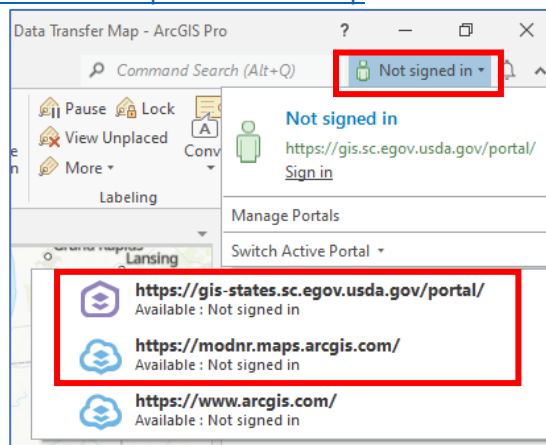 Data Transfer Map - ArcGIS Pro ?
Command Search (Alt+Q) Not signed in
Pause Lock
View Unplaced
More
Conv
Labeling
Not signed in
https://gis.sc.egov.usda.gov/portal/
Sign in
Manage Portals
Switch Active Portal
Lansing
https://gis-states.sc.egov.usda.gov/portal/
Available : Not signed in
https://modnr.maps.arcgis.com/
Available : Not signed in
https://www.arcgis.com/
Available : Not signed in